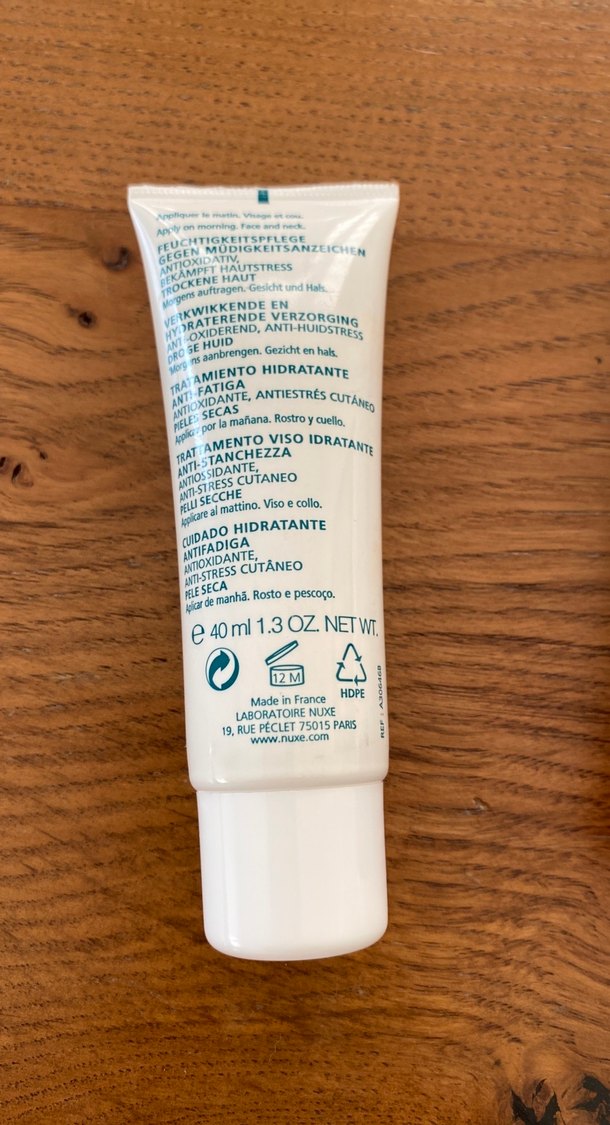 Appliquer le matin. Visage et cou.
Apply on morning. Face and neck.
FEUCHTIGKEITSPFLEGE
GEGEN MÜDIGKEITSANZEICHEN
ANTIOXIDATIV,
BEKÄMPFT HAUTSTRESS
TROCKENE HAUT
Morgens auftragen. Gesicht und Hals.
VERKWIKKENDE EN
HYDRATERENDE VERZORGING
ANTI-OXIDEREND, ANTI-HUIDSTRESS
DROGE HUID
'Morgens aanbrengen. Gezicht en hals.
TRATAMIENTO HIDRATANTE
ANTI-FATIGA
ANTIOXIDANTE, ANTIESTRÉS CUTÁNEO
PIELES SECAS
Aplicar por la mañana. Rostro y cuello.
TRATTAMENTO VISO IDRATANTE
ANTI-STANCHEZZA
ANTIOSSIDANTE,
ANTI-STRESS CUTANEO
PELLI SECCHE
Applicare al mattino. Viso e collo.
CUIDADO HIDRATANTE
ANTIFADIGA
ANTIOXIDANTE,
ANTI-STRESS CUTÂNEO
PELE SECA
Aplicar de manhã. Rosto e pescoço.
e 40 ml 1.3 OZ. NET WT.
12 M
HDPE
REF : A306468
Made in France
LABORATOIRE NUXE
19, RUE PÉCLET 75015 PARIS
www.nuxe.com